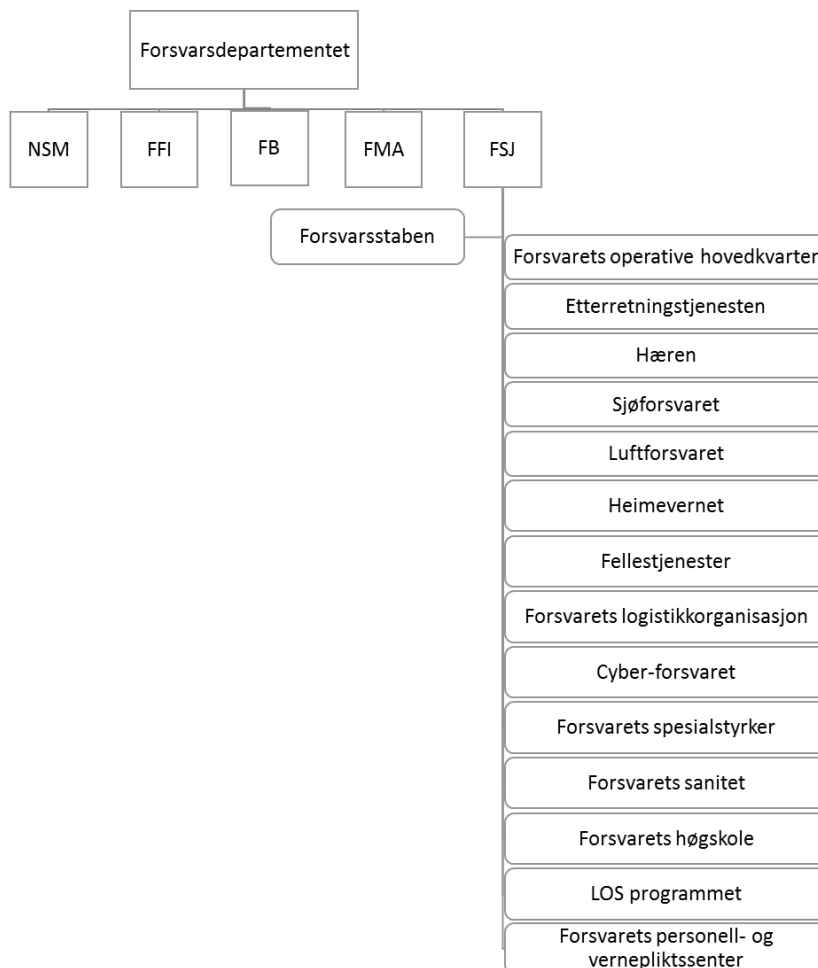 Forsvarsdepartementet
NSM
FFI
FB
FMA
FSJ
Forsvarsstaben
Forsvarets operative hovedkvarter
Etterretningstjenesten
Hæren
Sjøforsvaret
Luftforsvaret
Heimevernet
Fellestjenester
Forsvarets logistikkorganisasjon
Cyber-forsvaret
Forsvarets spesialstyrker
Forsvarets sanitet
Forsvarets høgskole
LOS programmet
Forsvarets personell- og
vernepliktssenter